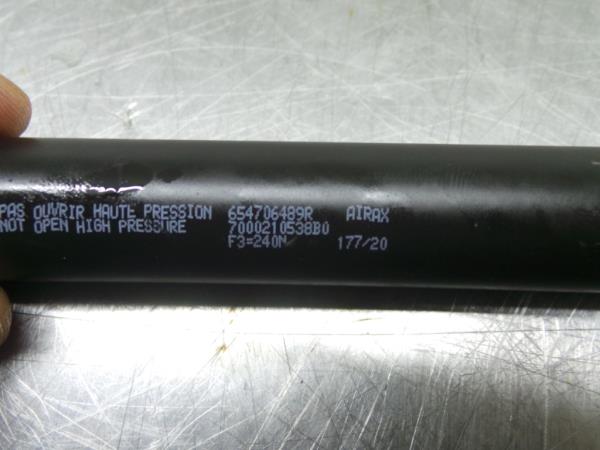 PAS OUVRIR HAUTE PRESSION 654706489R AIRAX
NOT OPEN HIGH PRESSURE 7000210538B0
F3=240N 177/20